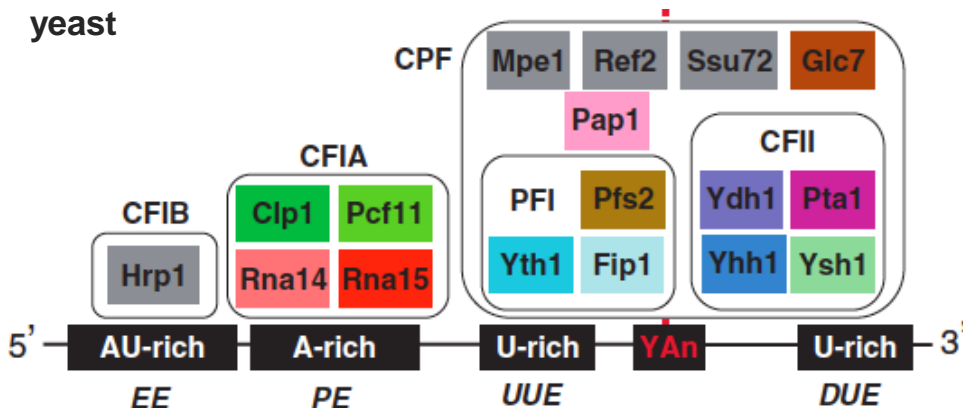 yeast
CPF
Mpe1 Ref2 Ssu72 Glc7
Pap1
CFIA
CFII
CFIB
Clp1 Pcf11
PFI Pfs2
Ydh1 Pta1
Hrp1
Rna14 Rna15
Yth1 Fip1
Yhh1 Ysh1
5’ AU-rich A-rich U-rich YAn U-rich 3’
EE PE UUE DUE